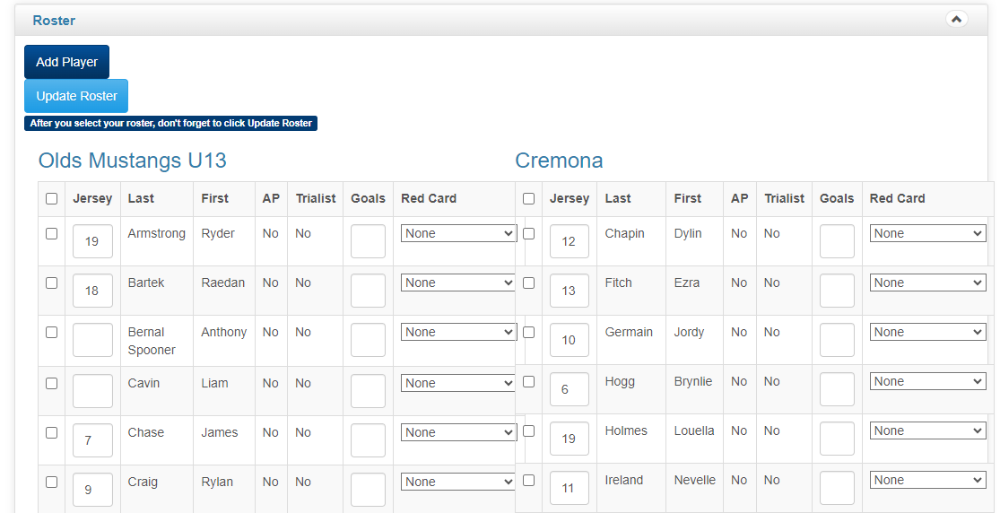 Roster
Add Player
Update Roster
After you select your roster, don't forget to click Update Roster
Olds Mustangs U13
Jersey Last First AP Trialist Goals Red Card
19 Armstrong Ryder No No None
18 Bartek Raedan No No None
Bernal Spooner Anthony No No None
Cavin Liam No No None
7 Chase James No No None
9 Craig Rylan No No None
Cremona
Jersey Last First AP Trialist Goals Red Card
12 Chapin Dylin No No None
13 Fitch Ezra No No None
10 Germain Jordy No No None
6 Hogg Brynlie No No None
19 Holmes Louella No No None
11 Ireland Nevelle No No None